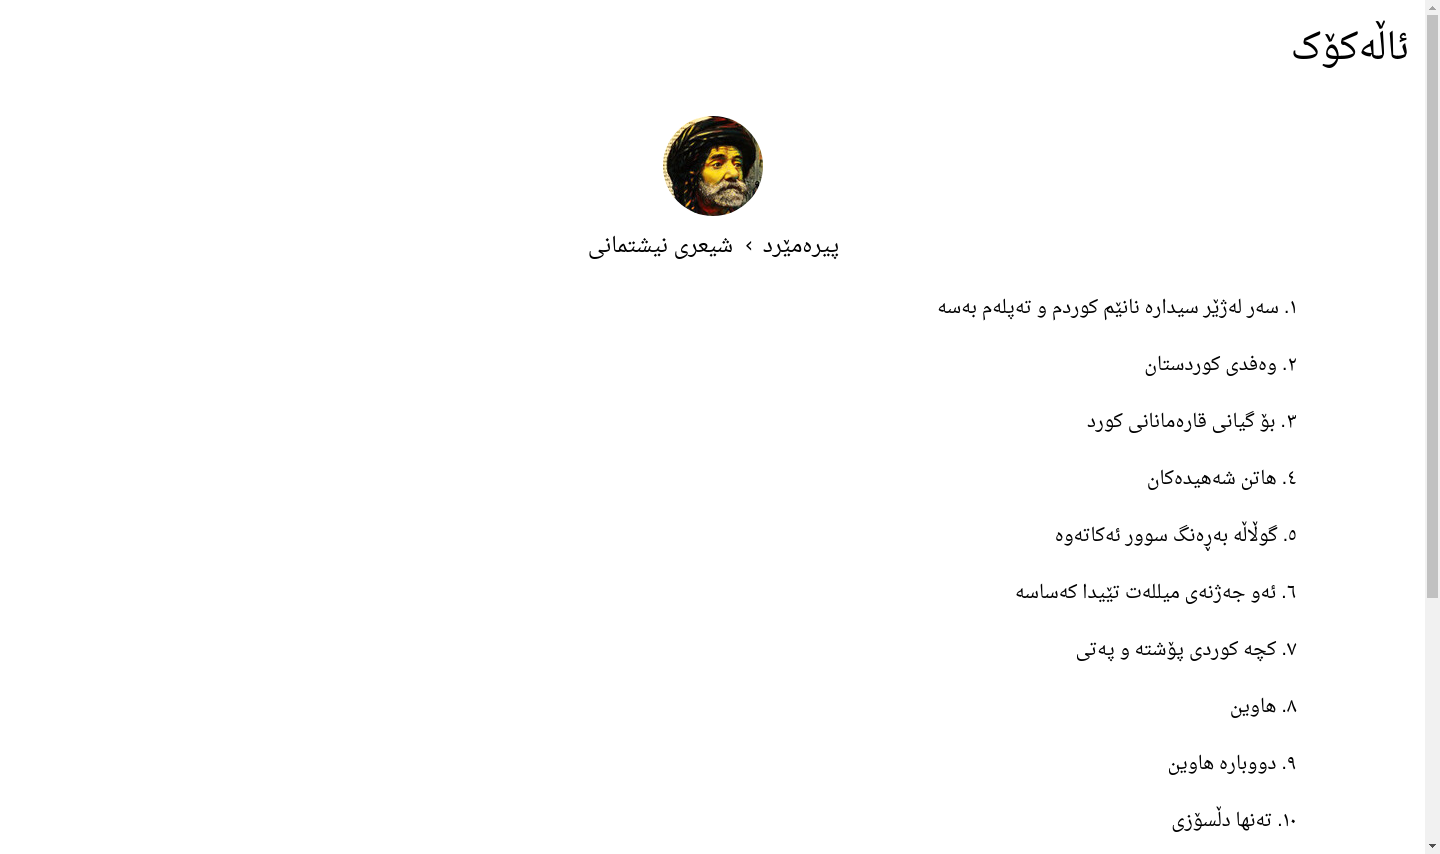 ئاڵەکۆک
پیرەمێرد › شیعری نیشتمانی
١. سەر لەژێر سیدارە نانێم کوردم و تەپلەم بەسە
٢. وەفدی کوردستان
٣. بۆ گیانی قارەمانانی کورد
٤. هاتن شەهیدەکان
٥. گوڵاڵە بەڕەنگ سوور ئەکاتەوە
٦. ئەو جەژنەی میللەت تێیدا کەساسە
٧. کچە کوردی پۆشتە و پەتی
٨. هاوین
٩. دووبارە هاوین
١٠. تەنها دڵسۆزی